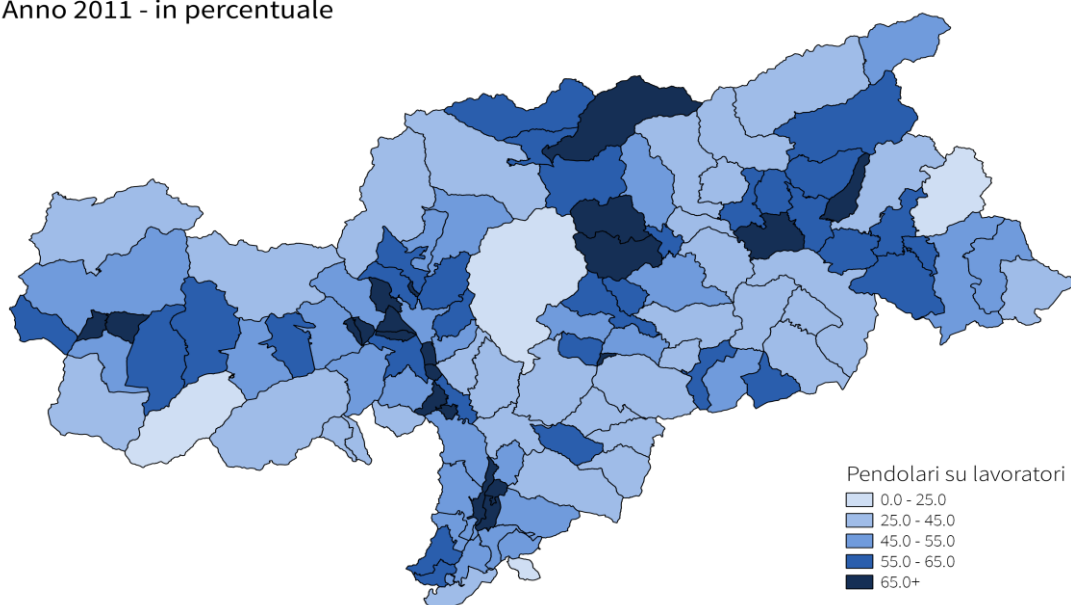 Anno 2011 - in percentuale
Pendolari su lavoratori
0.0 - 25.0
25.0 - 45.0
45.0 - 55.0
55.0 - 65.0
65.0+